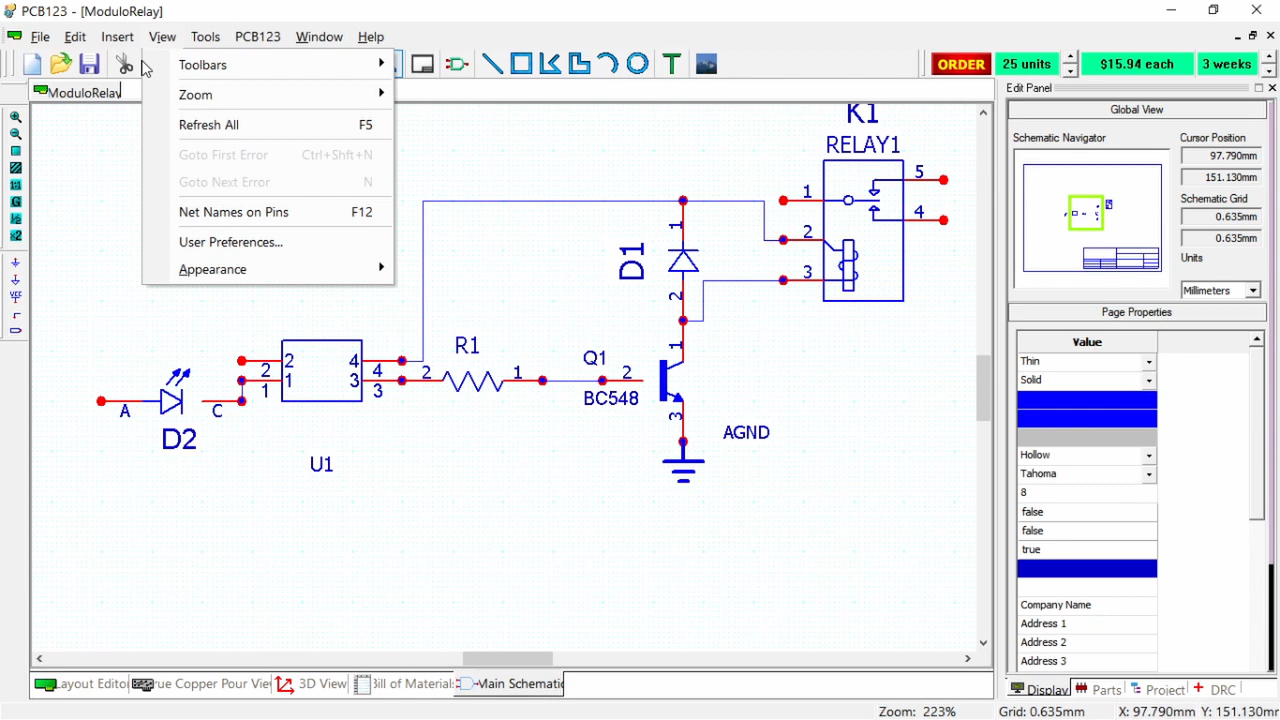 PCB123 - [ModuloRelay]
File Edit Insert View Tools PCB123 Window Help
ORDER 25 units $15.94 each 3 weeks
ModuloRelay
Toolbars
Zoom
Refresh All F5
Goto First Error Ctrl+Shft+N
Goto Next Error N
Net Names on Pins F12
User Preferences...
Appearance
K1
RELAY1
1
2
3
5
4
D1
1
2
Q1
BC548
1
2
3
AGND
R1
2
1
U1
2
2
1
1
4
4
3
3
D2
A
C
Edit Panel
Global View
Schematic Navigator
Cursor Position
97.790mm
151.130mm
Schematic Grid
0.635mm
0.635mm
Units
Millimeters
Page Properties
Value
Thin
Solid
Hollow
Tahoma
8
false
false
true
Company Name
Address 1
Address 2
Address 3
Layout Edito rue Copper Pour Vie 3D View Bill of Material Main Schematic
Display Parts Project DRC
Zoom: 223% Grid: 0.635mm X: 97.790mm Y: 151.130mm